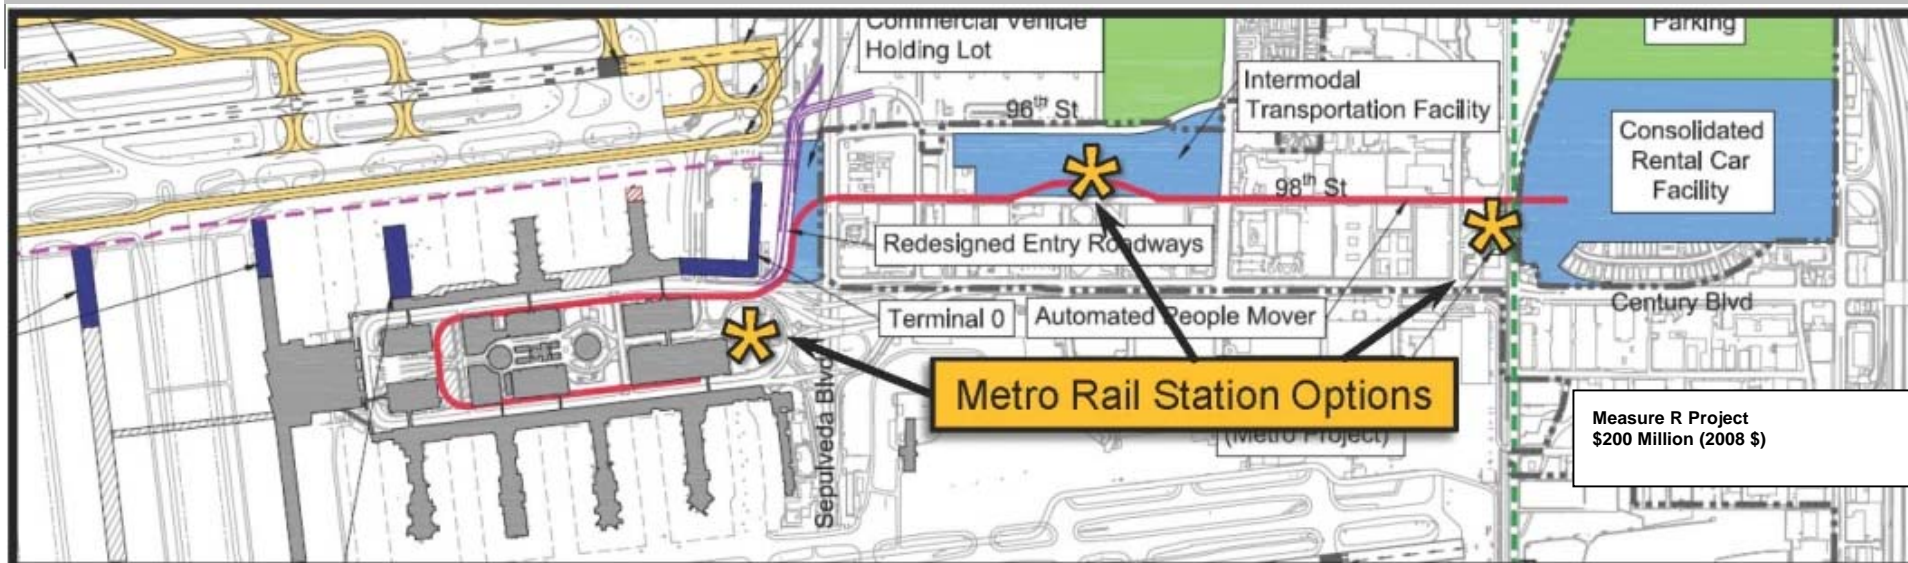 Commercial Vehicle
Holding Lot
Parking
96th St
Intermodal
Transportation Facility
Consolidated
Rental Car
Facility
98th St
Redesigned Entry Roadways
Terminal 0
Automated People Mover
Century Blvd
Sepulveda Blvd
Metro Rail Station Options
(Metro Project)
Measure R Project
$200 Million (2008 $)